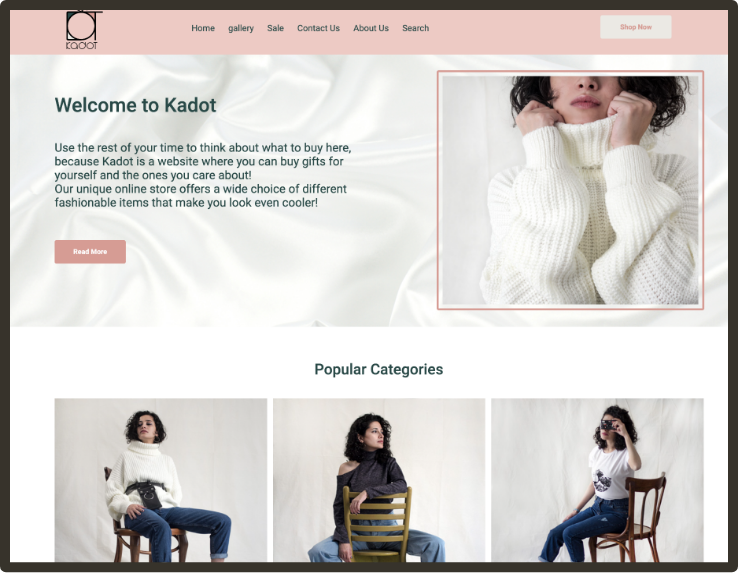 KADOT
Home gallery Sale Contact Us About Us Search
Shop Now
Welcome to Kadot
Use the rest of your time to think about what to buy here,
because Kadot is a website where you can buy gifts for
yourself and the ones you care about!
Our unique online store offers a wide choice of different
fashionable items that make you look even cooler!
Read More
Popular Categories